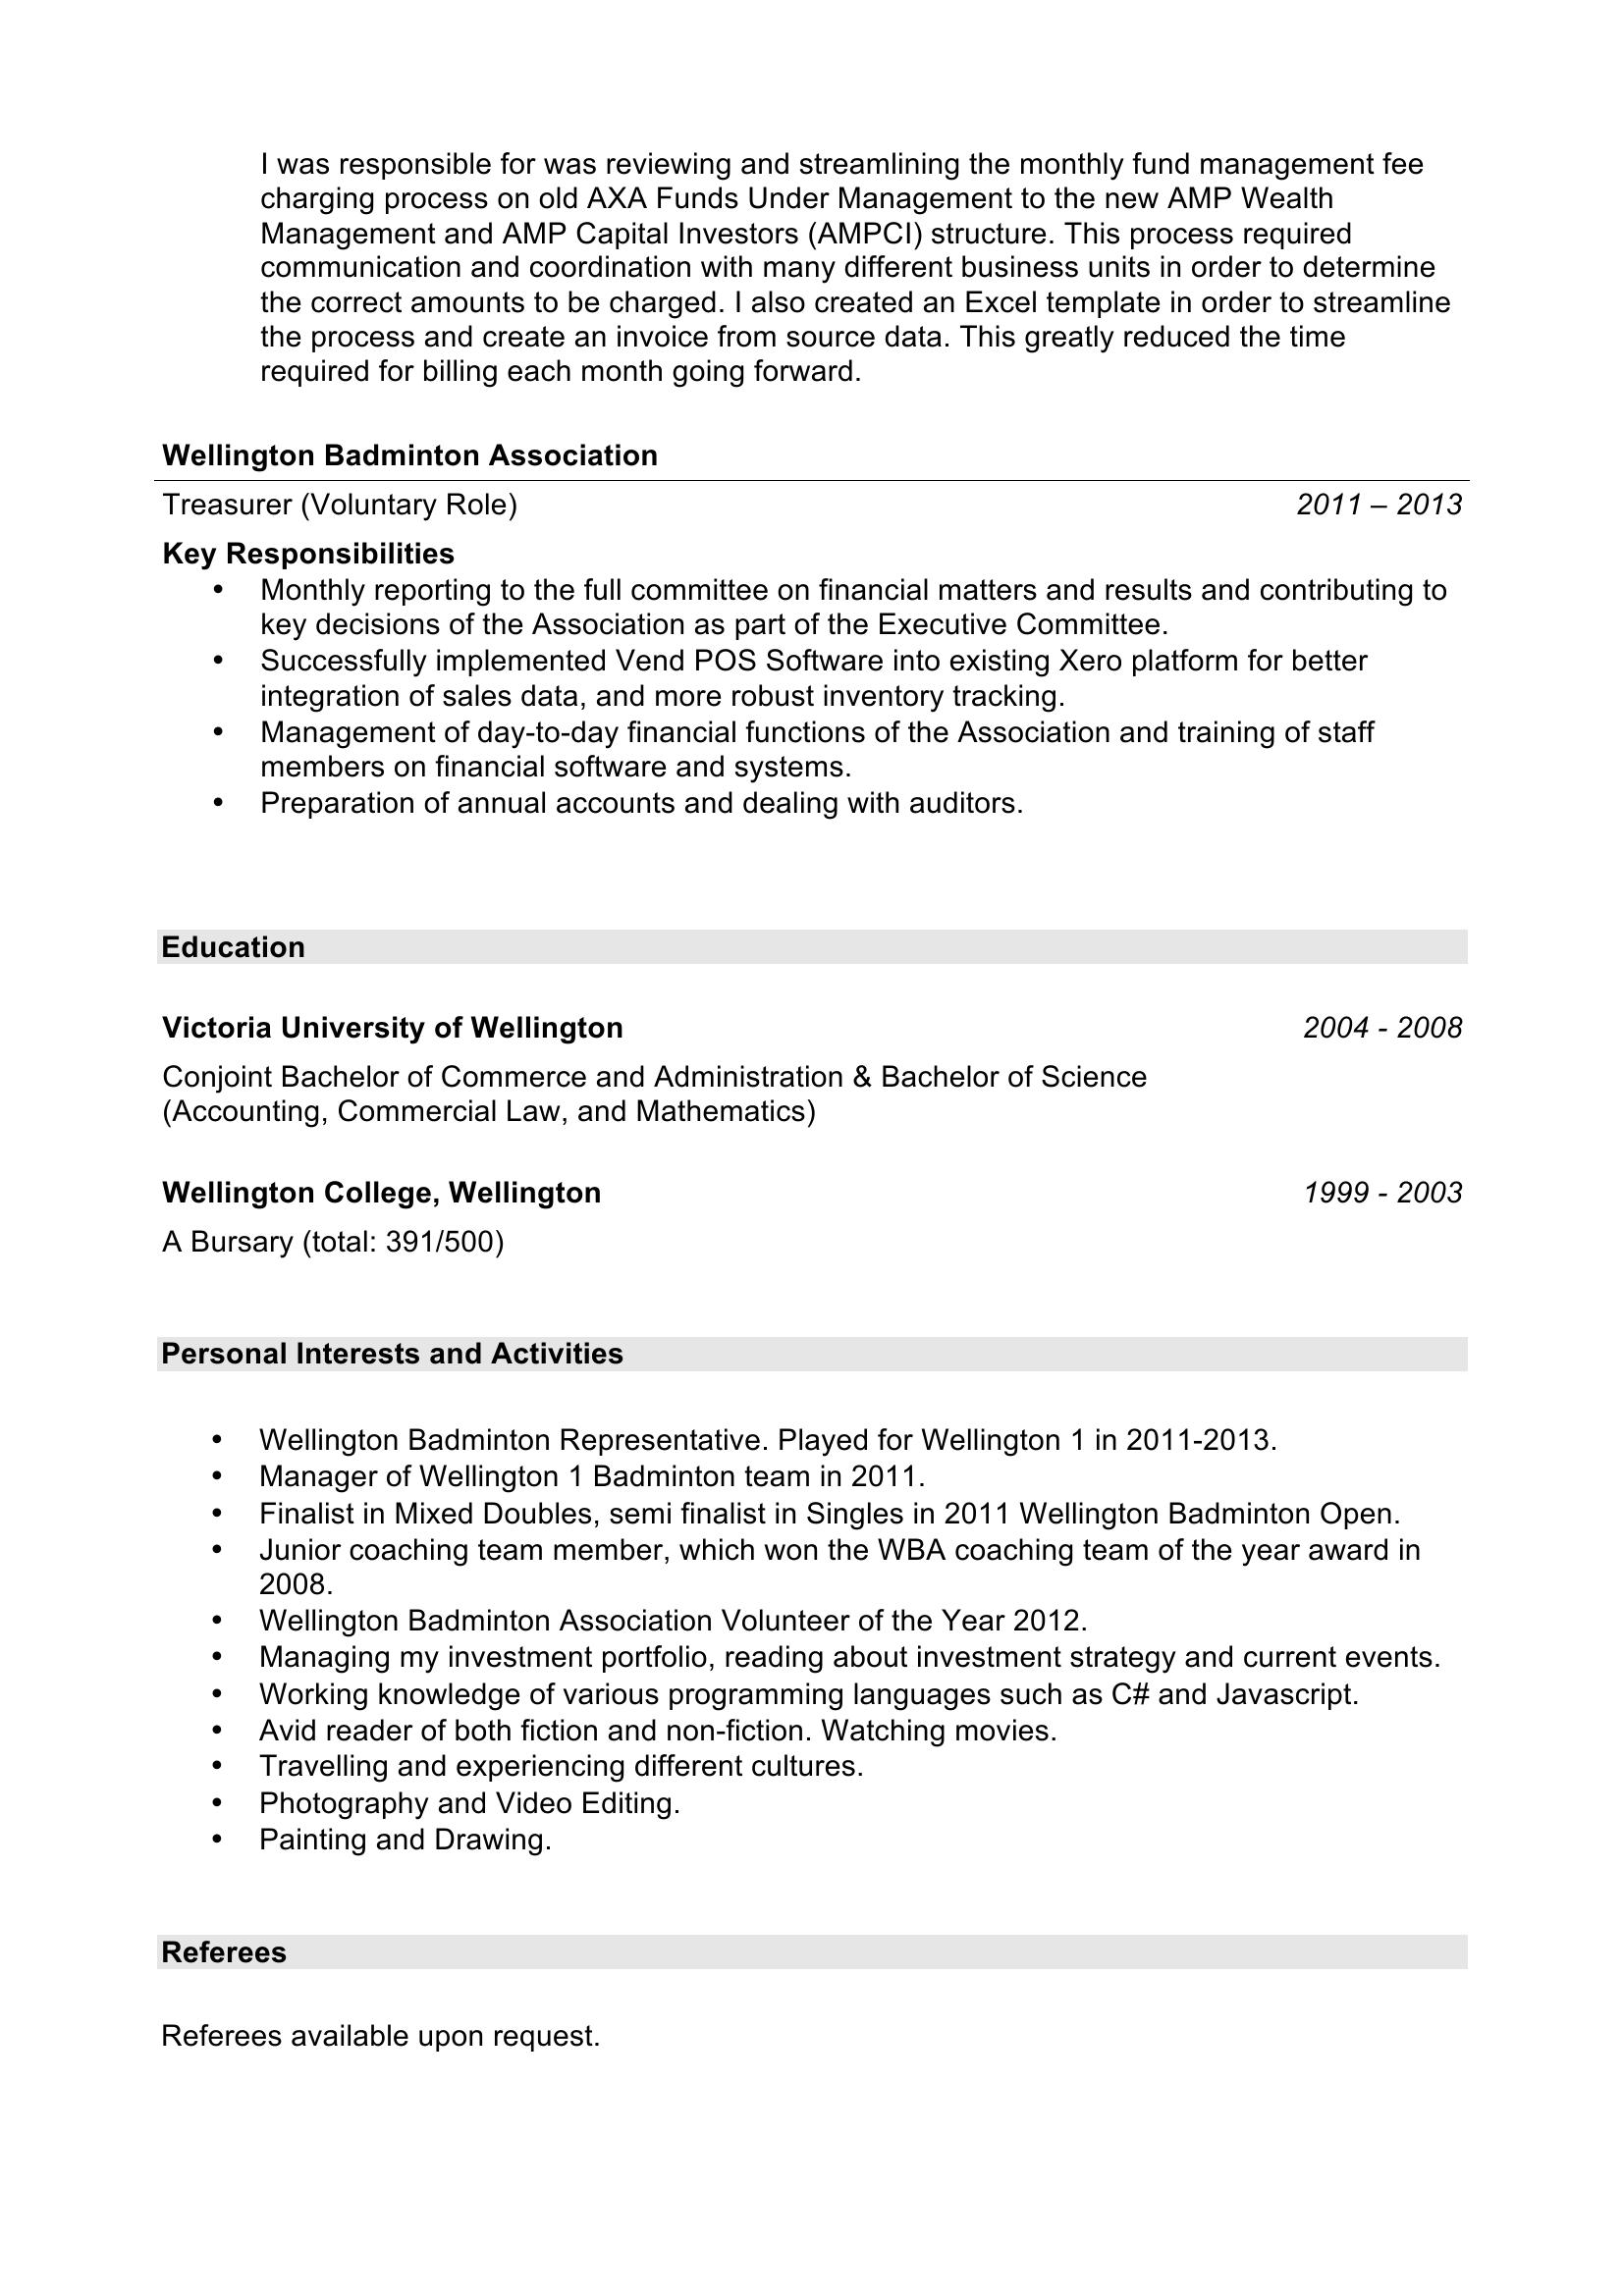 I was responsible for was reviewing and streamlining the monthly fund management fee
charging process on old AXA Funds Under Management to the new AMP Wealth
Management and AMP Capital Investors (AMPCI) structure. This process required
communication and coordination with many different business units in order to determine
the correct amounts to be charged. I also created an Excel template in order to streamline
the process and create an invoice from source data. This greatly reduced the time
required for billing each month going forward.
Wellington Badminton Association
Treasurer (Voluntary Role) 2011 – 2013
Key Responsibilities
• Monthly reporting to the full committee on financial matters and results and contributing to
key decisions of the Association as part of the Executive Committee.
• Successfully implemented Vend POS Software into existing Xero platform for better
integration of sales data, and more robust inventory tracking.
• Management of day-to-day financial functions of the Association and training of staff
members on financial software and systems.
• Preparation of annual accounts and dealing with auditors.
Education
Victoria University of Wellington 2004 - 2008
Conjoint Bachelor of Commerce and Administration & Bachelor of Science
(Accounting, Commercial Law, and Mathematics)
Wellington College, Wellington 1999 - 2003
A Bursary (total: 391/500)
Personal Interests and Activities
• Wellington Badminton Representative. Played for Wellington 1 in 2011-2013.
• Manager of Wellington 1 Badminton team in 2011.
• Finalist in Mixed Doubles, semi finalist in Singles in 2011 Wellington Badminton Open.
• Junior coaching team member, which won the WBA coaching team of the year award in
2008.
• Wellington Badminton Association Volunteer of the Year 2012.
• Managing my investment portfolio, reading about investment strategy and current events.
• Working knowledge of various programming languages such as C# and Javascript.
• Avid reader of both fiction and non-fiction. Watching movies.
• Travelling and experiencing different cultures.
• Photography and Video Editing.
• Painting and Drawing.
Referees
Referees available upon request.